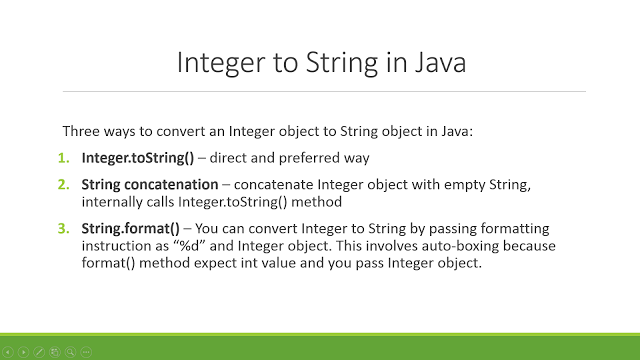 Integer to String in Java
Three ways to convert an Integer object to String object in Java:
1. Integer.toString() – direct and preferred way
2. String concatenation – concatenate Integer object with empty String,
internally calls Integer.toString() method
3. String.format() – You can convert Integer to String by passing formatting
instruction as “%d” and Integer object. This involves auto-boxing because
format() method expect int value and you pass Integer object.